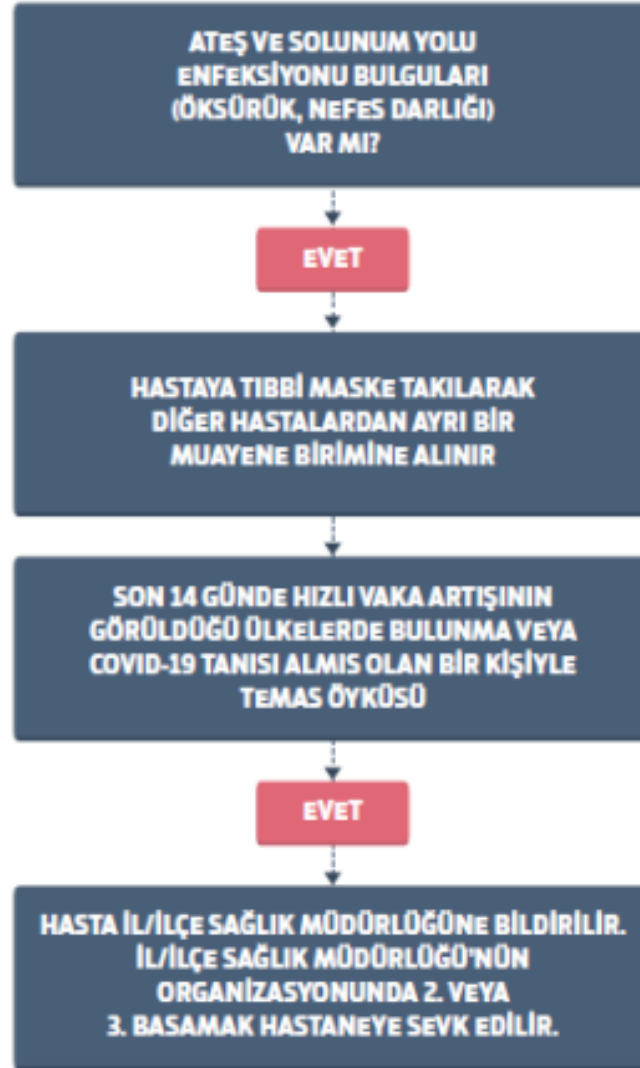 ATEŞ VE SOLUNUM YOLU
ENFEKSİYONU BULGULARI
(ÖKSÜRÜK, NEFES DARLIĞI)
VAR MI?
EVET
HASTAYA TIBBİ MASKE TAKILARAK
DİĞER HASTALARDAN AYRI BİR
MUAYENE BİRİMİNE ALINIR
SON 14 GÜNDE HIZLI VAKA ARTIŞININ
GÖRÜLDÜĞÜ ÜLKELERDE BULUNMA VEYA
COVID-19 TANISI ALMIS OLAN BİR KİŞİYLE
TEMAS ÖYKÜSÜ
EVET
HASTA İL/İLÇE SAĞLIK MÜDÜRLÜĞÜNE BİLDİRİLİR.
İL/İLÇE SAĞLIK MÜDÜRLÜĞÜ'NÜN
ORGANİZASYONUNDA 2. VEYA
3. BASAMAK HASTANEYE SEVK EDİLİR.